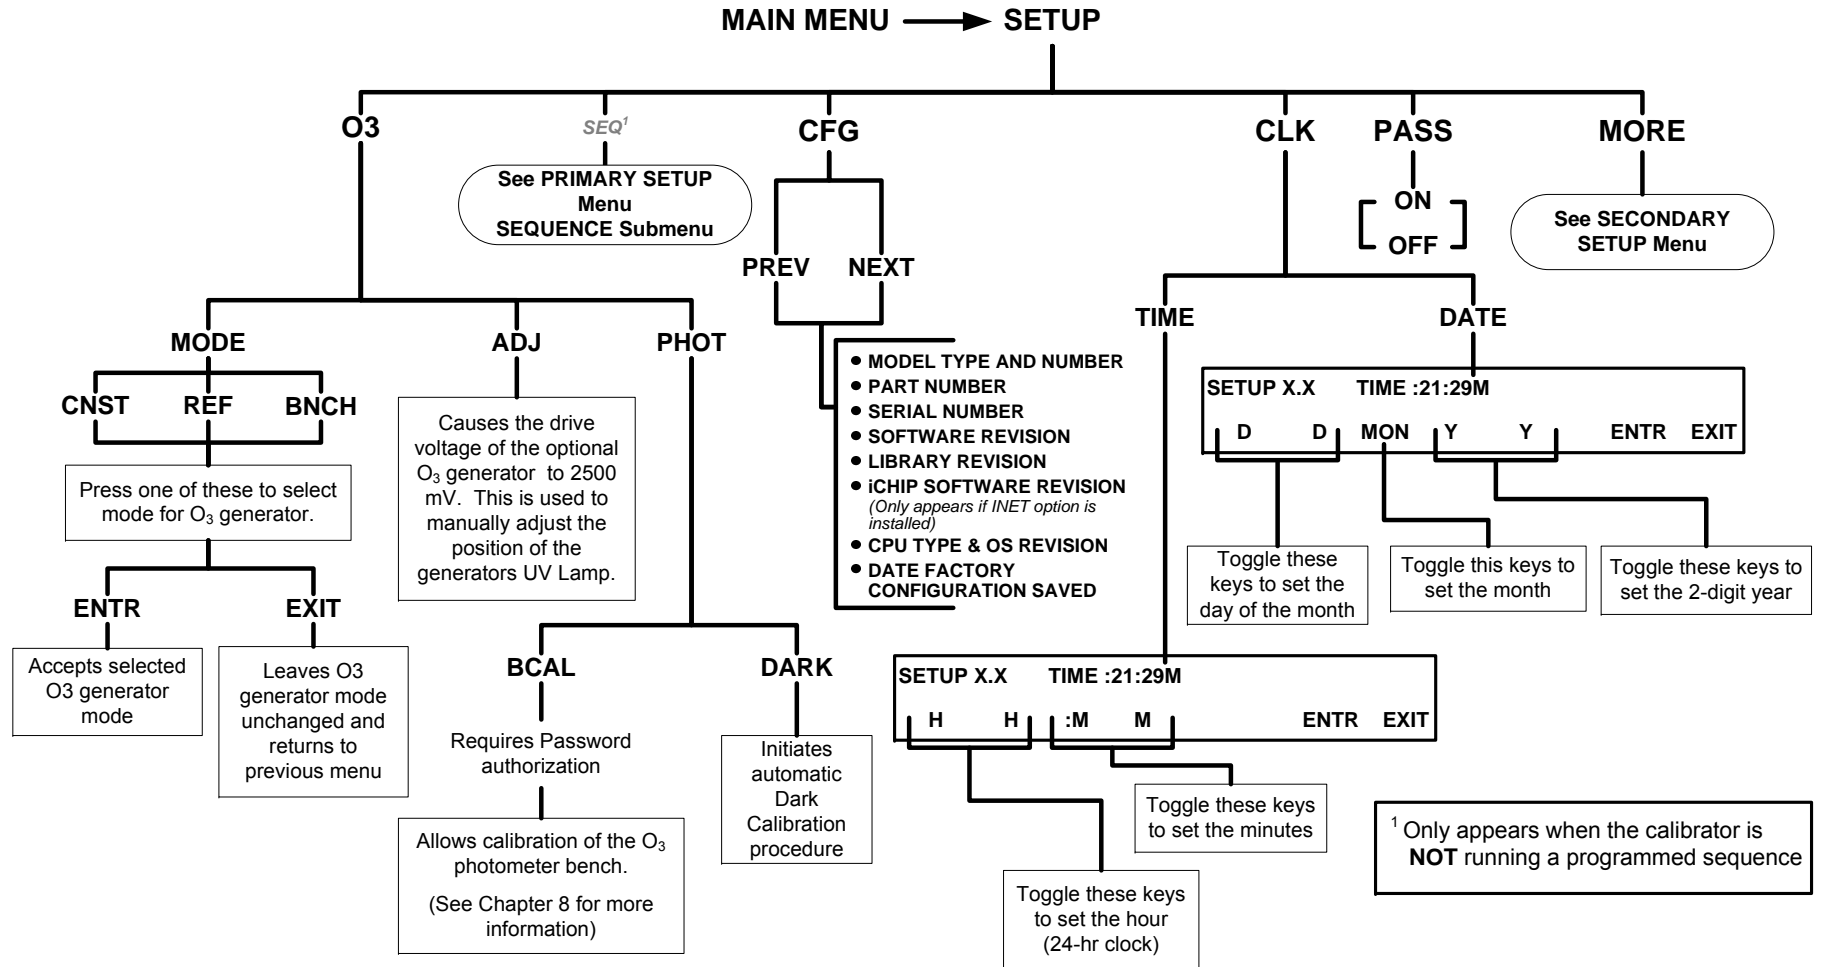 MAIN MENU SETUP
O3
SEQ¹
CFG
CLK
PASS
MORE
See PRIMARY SETUP
Menu
SEQUENCE Submenu
ON
OFF
See SECONDARY
SETUP Menu
PREV NEXT
MODE
ADJ
PHOT
TIME
DATE
CNST REF BNCH
Press one of these to select
mode for O₃ generator.
ENTR
EXIT
Accepts selected
O3 generator
mode
Leaves O3
generator mode
unchanged and
returns to
previous menu
Causes the drive
voltage of the optional
O₃ generator to 2500
mV. This is used to
manually adjust the
position of the
generators UV Lamp.
• MODEL TYPE AND NUMBER
• PART NUMBER
• SERIAL NUMBER
• SOFTWARE REVISION
• LIBRARY REVISION
• iCHIP SOFTWARE REVISION
(Only appears if INET option is
installed)
• CPU TYPE & OS REVISION
• DATE FACTORY
CONFIGURATION SAVED
SETUP X.X TIME :21:29M
D D MON Y Y ENTR EXIT
Toggle these
keys to set the
day of the month
Toggle this keys to
set the month
Toggle these keys to
set the 2-digit year
BCAL
DARK
Requires Password
authorization
Allows calibration of the O₃
photometer bench.
(See Chapter 8 for more
information)
Initiates
automatic
Dark
Calibration
procedure
SETUP X.X TIME :21:29M
H H :M M ENTR EXIT
Toggle these keys
to set the minutes
Toggle these keys
to set the hour
(24-hr clock)
¹ Only appears when the calibrator is
NOT running a programmed sequence